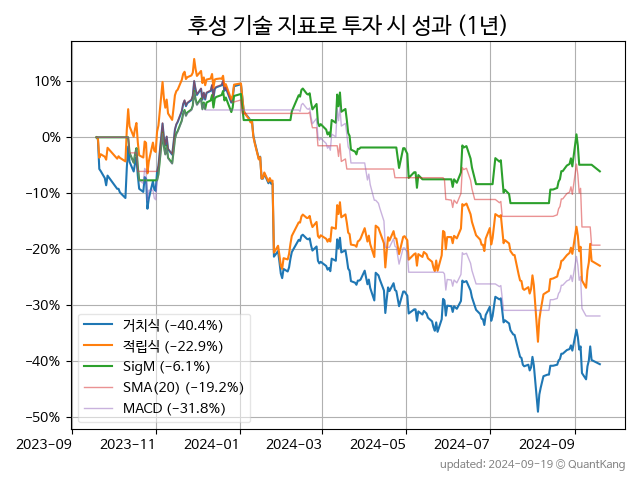 후성 기술 지표로 투자 시 성과 (1년)
10%
0%
−10%
−20%
−30%
−40%
−50%
거치식 (−40.4%)
적립식 (−22.9%)
SigM (−6.1%)
SMA(20) (−19.2%)
MACD (−31.8%)
2023-09 2023-11 2024-01 2024-03 2024-05 2024-07 2024-09
updated: 2024-09-19 © QuantKang